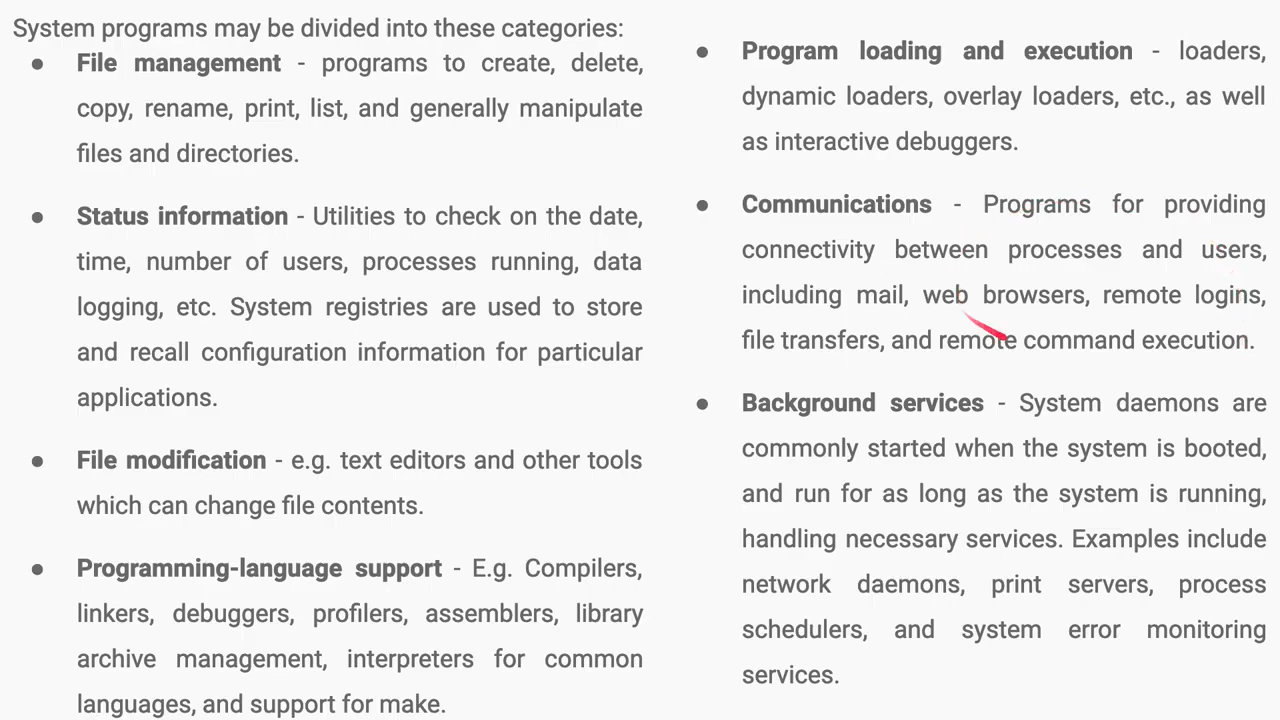 System programs may be divided into these categories:
● File management - programs to create, delete,
copy, rename, print, list, and generally manipulate
files and directories.
● Status information - Utilities to check on the date,
time, number of users, processes running, data
logging, etc. System registries are used to store
and recall configuration information for particular
applications.
● File modification - e.g. text editors and other tools
which can change file contents.
● Programming-language support - E.g. Compilers,
linkers, debuggers, profilers, assemblers, library
archive management, interpreters for common
languages, and support for make.
● Program loading and execution - loaders,
dynamic loaders, overlay loaders, etc., as well
as interactive debuggers.
● Communications - Programs for providing
connectivity between processes and users,
including mail, web browsers, remote logins,
file transfers, and remote command execution.
● Background services - System daemons are
commonly started when the system is booted,
and run for as long as the system is running,
handling necessary services. Examples include
network daemons, print servers, process
schedulers, and system error monitoring
services.